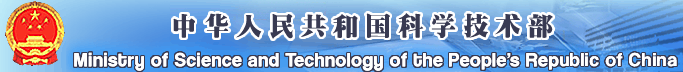 中华人民共和国科学技术部
Ministry of Science and Technology of the People's Republic of China